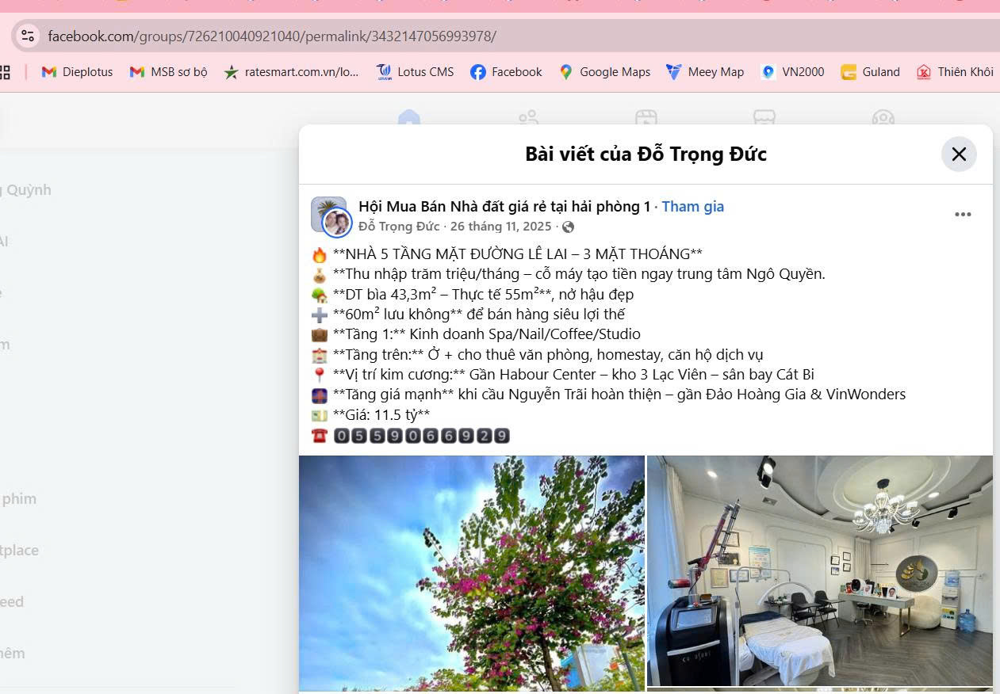 facebook.com/groups/726210040921040/permalink/3432147056993978/
Dieplotus MSB sơ bộ ratesmart.com.vn/lo... Lotus CMS Facebook Google Maps Meey Map VN2000 Guland Thiên Khôi
Bài viết của Đỗ Trọng Đức
Quỳnh
AI
phim
Hội Mua Bán Nhà đất giá rẻ tại hải phòng 1 · Tham gia
Đỗ Trọng Đức · 26 tháng 11, 2025 ·
🔥 **NHÀ 5 TẦNG MẶT ĐƯỜNG LÊ LAI – 3 MẶT THOÁNG**
💰 **Thu nhập trăm triệu/tháng – cỗ máy tạo tiền ngay trung tâm Ngô Quyền.
🏡 **DT bìa 43,3m² – Thực tế 55m²**, nở hậu đẹp
➕ **60m² lưu không** để bán hàng siêu lợi thế
💼 **Tầng 1:** Kinh doanh Spa/Nail/Coffee/Studio
🏩 **Tầng trên:** Ở + cho thuê văn phòng, homestay, căn hộ dịch vụ
📍 **Vị trí kim cương:** Gần Habour Center – kho 3 Lạc Viên – sân bay Cát Bi
🎆 **Tăng giá mạnh** khi cầu Nguyễn Trãi hoàn thiện – gần Đảo Hoàng Gia & VinWonders
💵 **Giá: 11.5 tỷ**
☎️ 0559066929